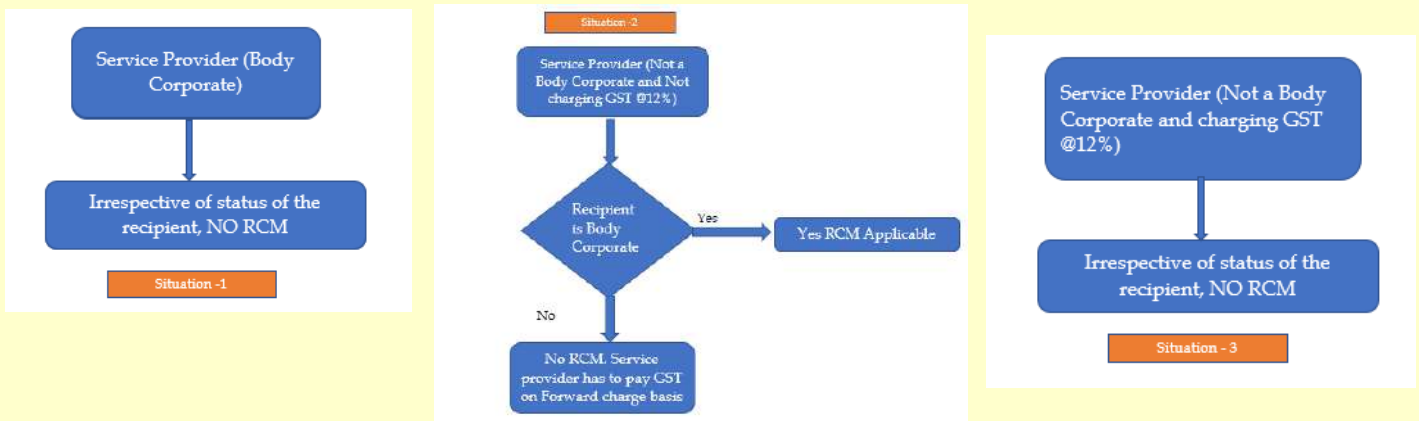 Service Provider (Body
Corporate)
Irrespective of status of the
recipient, NO RCM
Situation -1
Situation -2
Service Provider (Not a
Body Corporate and Not
charging GST @12%)
Recipient
is Body
Corporate
Yes
Yes RCM Applicable
No
No RCM. Service
provider has to pay GST
on Forward charge basis
Service Provider (Not a Body
Corporate and charging GST
@12%)
Irrespective of status of the
recipient, NO RCM
Situation - 3